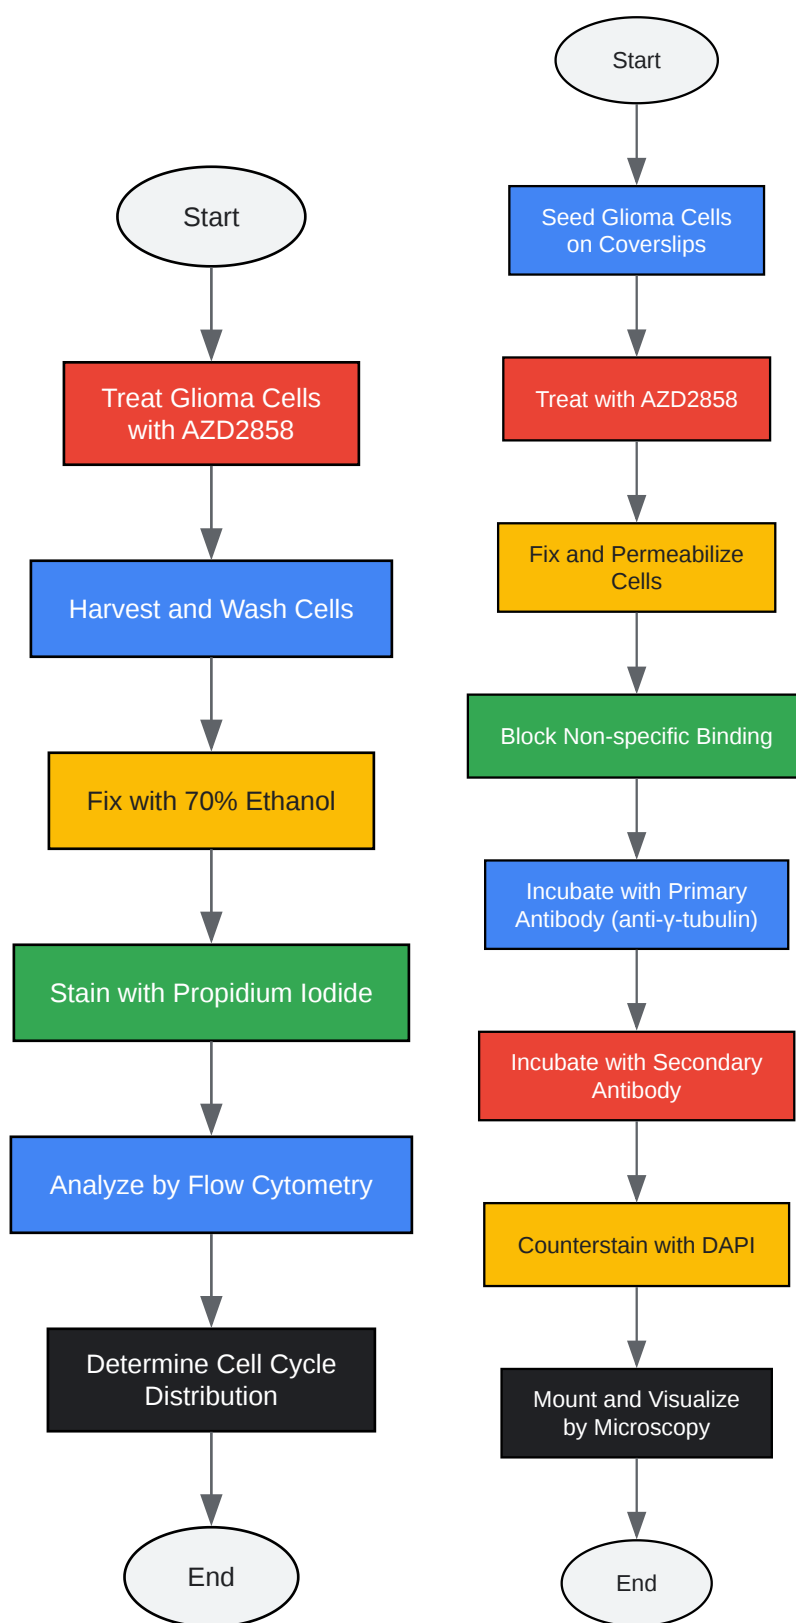 Start
Treat Glioma Cells
with AZD2858
Harvest and Wash Cells
Fix with 70% Ethanol
Stain with Propidium Iodide
Analyze by Flow Cytometry
Determine Cell Cycle
Distribution
End
Start
Seed Glioma Cells
on Coverslips
Treat with AZD2858
Fix and Permeabilize
Cells
Block Non-specific Binding
Incubate with Primary
Antibody (anti-γ-tubulin)
Incubate with Secondary
Antibody
Counterstain with DAPI
Mount and Visualize
by Microscopy
End